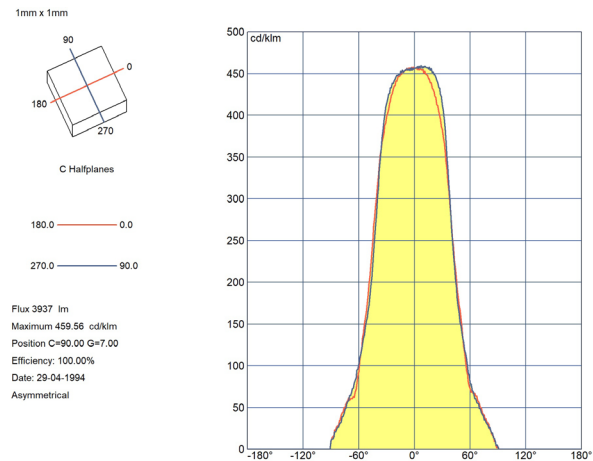 1mm x 1mm
90
0
180
270
C Halfplanes
180.0 0.0
270.0 90.0
Flux 3937 lm
Maximum 459.56 cd/klm
Position C=90.00 G=7.00
Efficiency: 100.00%
Date: 29-04-1994
Asymmetrical
500
cd/klm
450
400
350
300
250
200
150
100
50
0
-180° -120° -60° 0° 60° 120° 180°